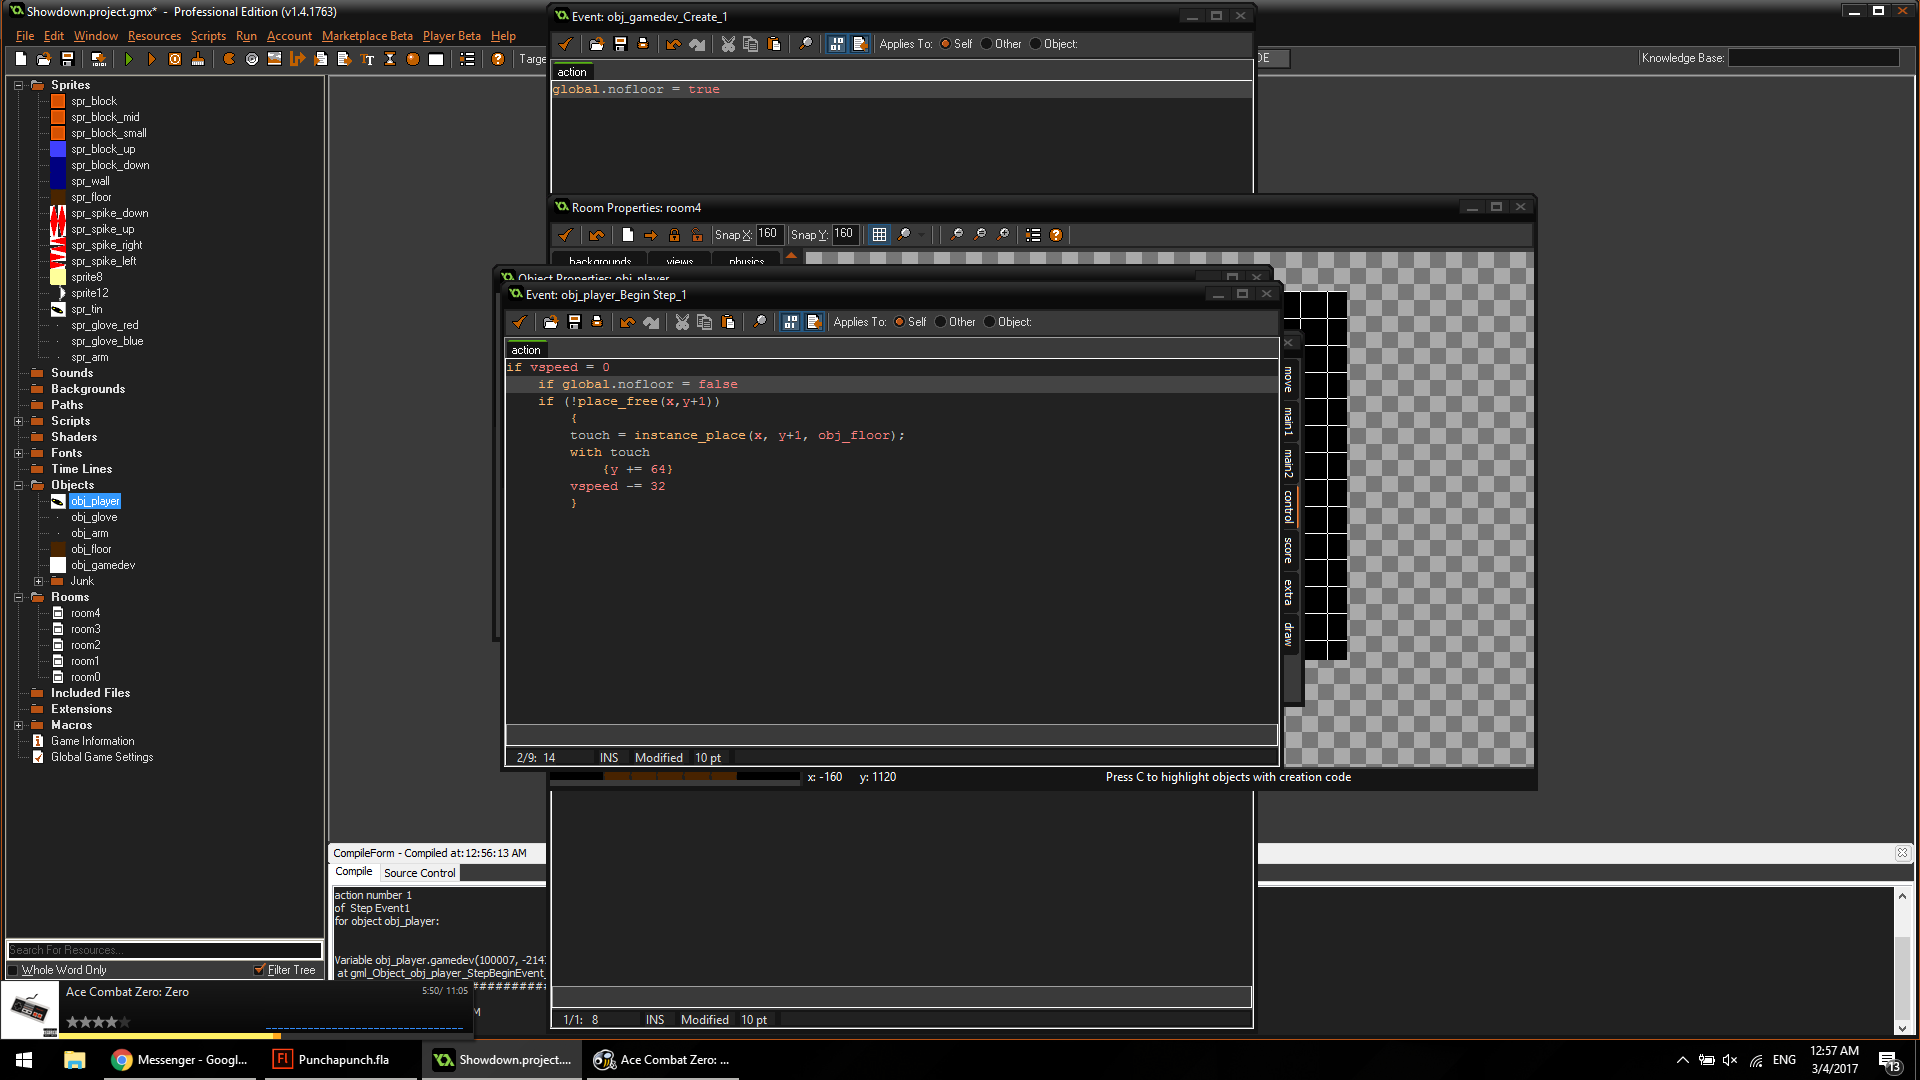 Showdown.project.gmx* - Professional Edition (v1.4.1763)
File Edit Window Resources Scripts Run Account Marketplace Beta Player Beta Help
Knowledge Base:
Sprites
spr_block
spr_block_mid
spr_block_small
spr_block_up
spr_block_down
spr_wall
spr_floor
spr_spike_down
spr_spike_up
spr_spike_right
spr_spike_left
sprite8
sprite12
spr_tin
spr_glove_red
spr_glove_blue
spr_arm
Sounds
Backgrounds
Paths
Scripts
Shaders
Fonts
Time Lines
Objects
obj_player
obj_glove
obj_arm
obj_floor
obj_gamedev
Junk
Rooms
room4
room3
room2
room1
room0
Included Files
Extensions
Macros
Game Information
Global Game Settings
Search For Resources...
Whole Word Only Filter Tree
Event: obj_gamedev_Create_1
Applies To: Self Other Object:
action
global.nofloor = true
Room Properties: room4
Snap X: 160 Snap Y: 160
backgrounds views physics
Object Properties: obj_player
Event: obj_player_Begin Step_1
Applies To: Self Other Object:
action
if vspeed = 0
if global.nofloor = false
if (!place_free(x,y+1))
{
touch = instance_place(x, y+1, obj_floor);
with touch
{y += 64}
vspeed -= 32
}
2/9: 14 INS Modified 10 pt
move
main1
main2
control
score
extra
draw
x: -160 y: 1120 Press C to highlight objects with creation code
CompileForm - Compiled at:12:56:13 AM
Compile Source Control
action number 1
of Step Event1
for object obj_player:
Variable obj_player.gamedev(100007, -214
at gml_Object_obj_player_StepBeginEvent_
###########
1/1: 8 INS Modified 10 pt
Ace Combat Zero: Zero 5:50/ 11:05
Messenger - Googl...
Punchapunch.fla
Showdown.project....
Ace Combat Zero: ...
ENG
12:57 AM
3/4/2017
13